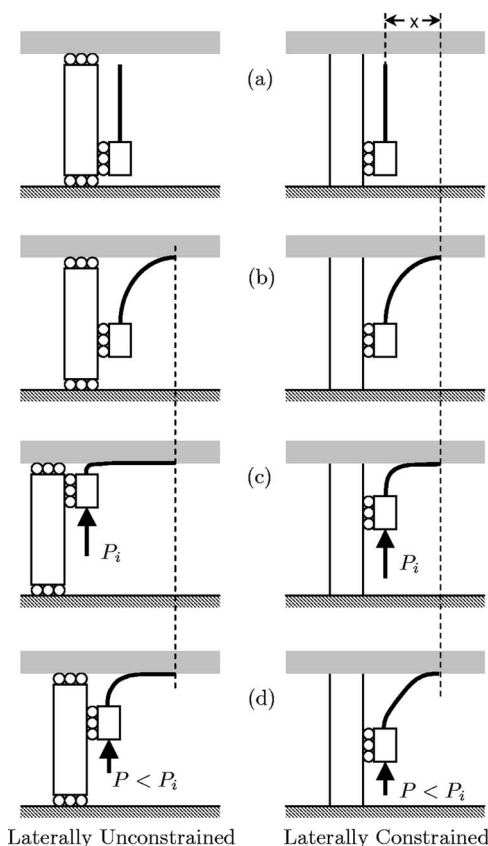 x
(a)
(b)
(c)
P_i P_i
(d)
P < P_i P < P_i
Laterally Unconstrained Laterally Constrained